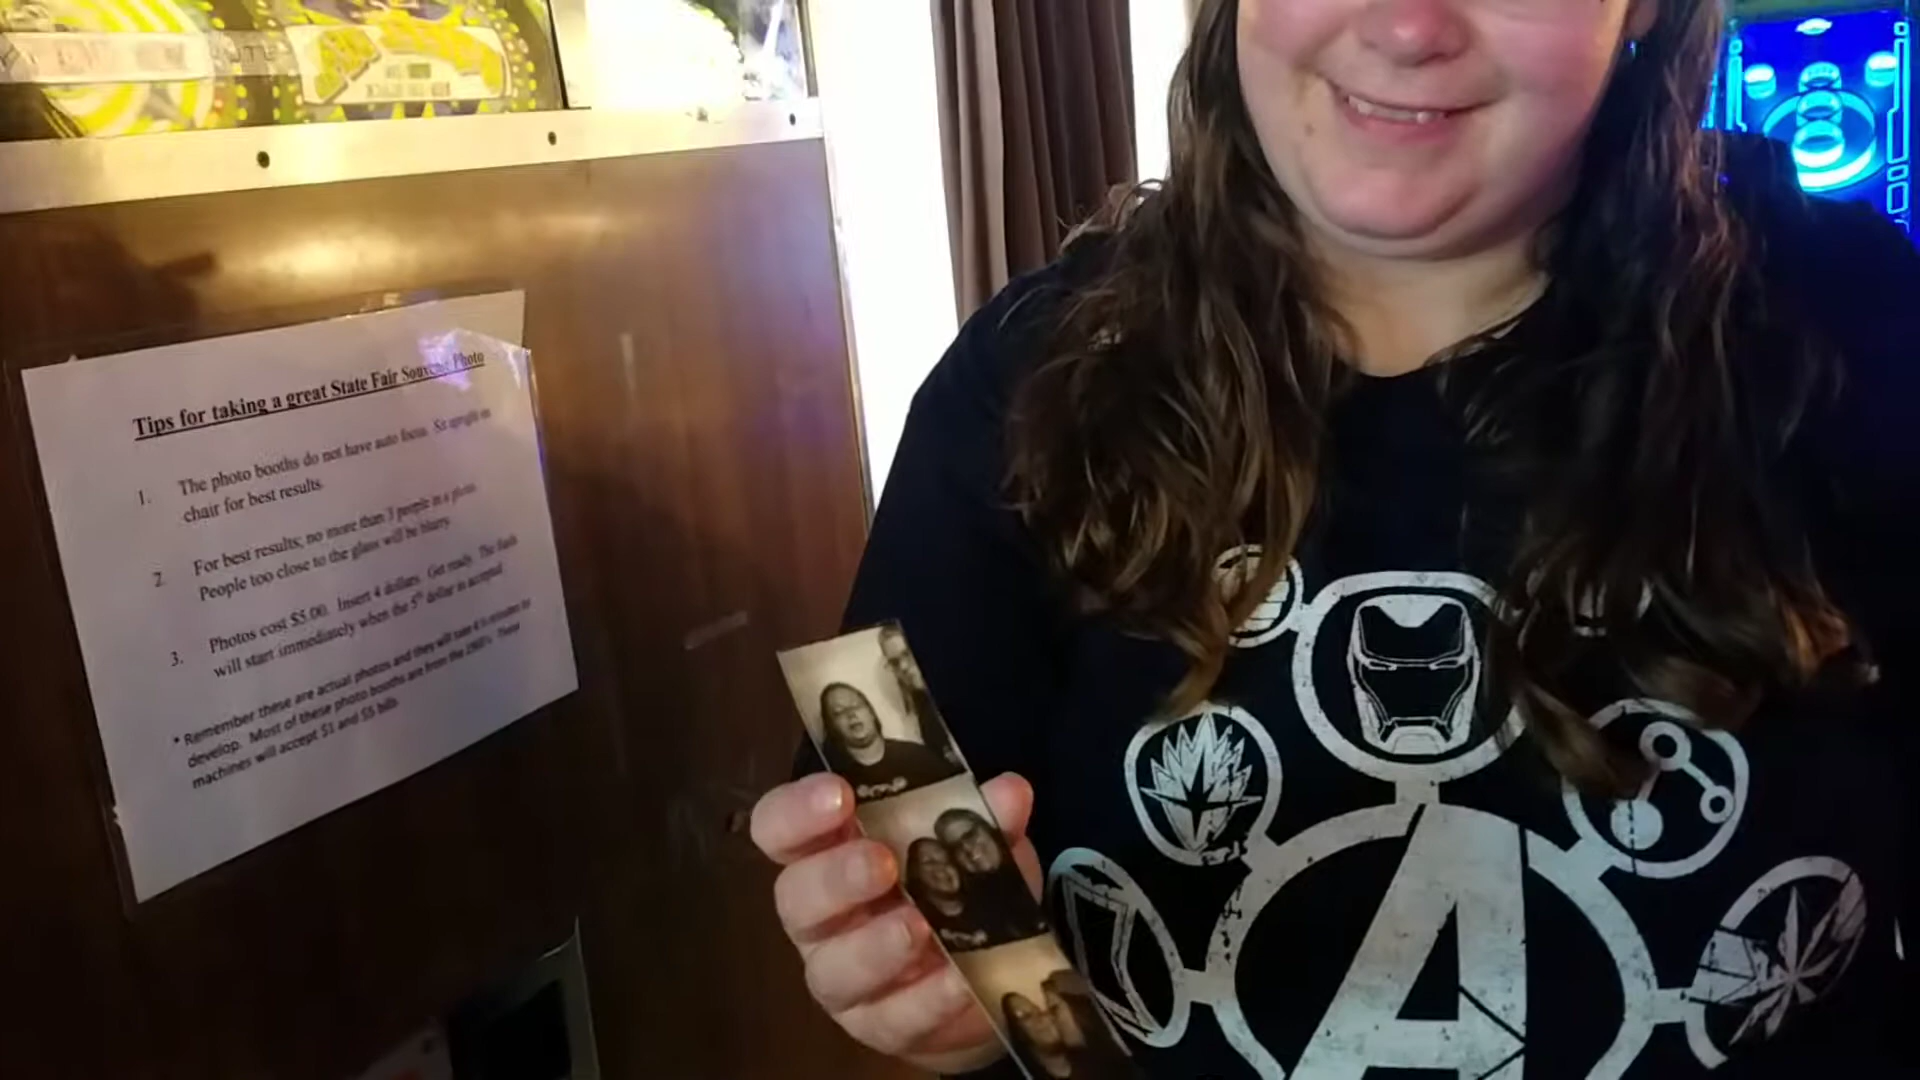 Tips for taking a great State Fair Souvenir Photo
1. The photo booths do not have auto focus. Sit upright in
chair for best results.
2. For best results, no more than 3 people in a photo.
People too close to the glass will be blurry.
3. Photos cost $5.00. Insert 4 dollars. Get ready. The flash
will start immediately when the 5th dollar is accepted
* Remember these are actual photos and they will take 4 ½ minutes to
develop. Most of these photo booths are from the 1960's. These
machines will accept $1 and $5 bills
A